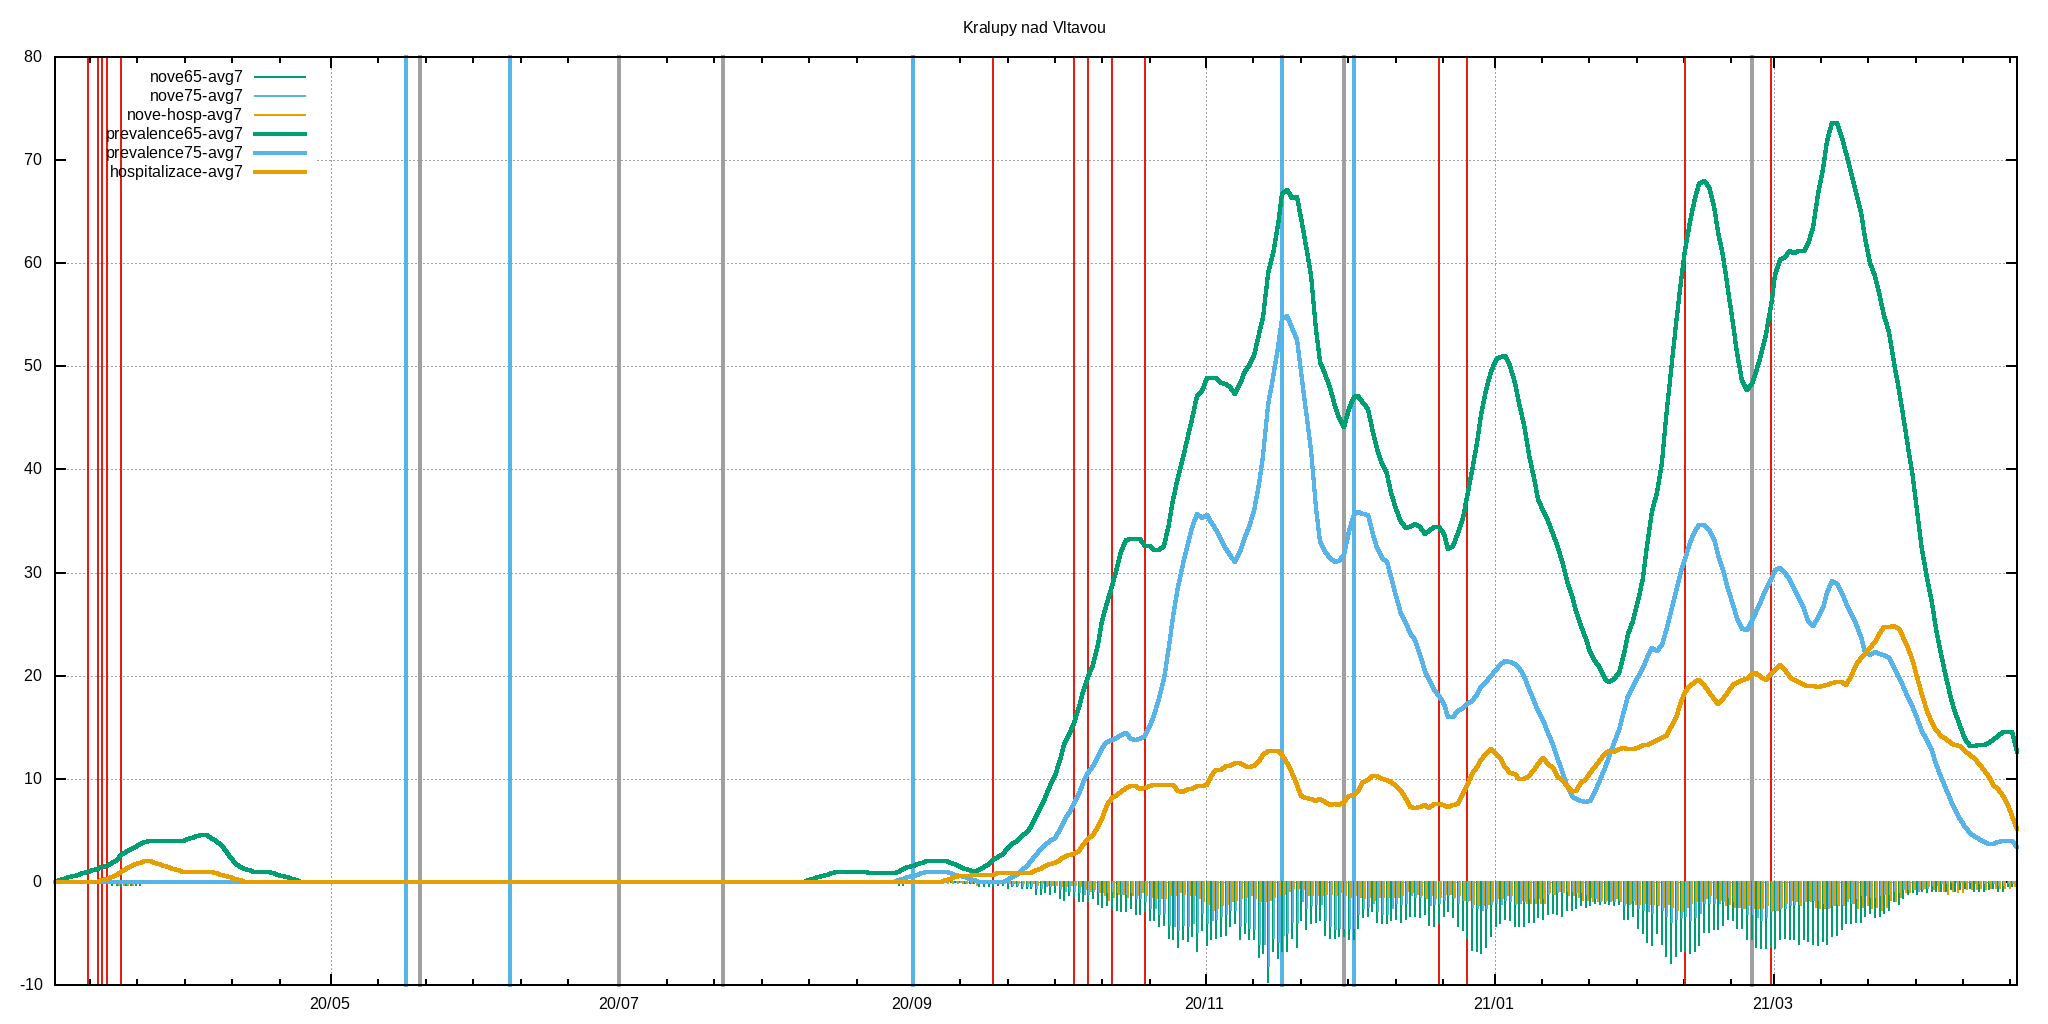 Kralupy nad Vltavou
80
70
60
50
40
30
20
10
0
-10
nove65-avg7
nove75-avg7
nove-hosp-avg7
prevalence65-avg7
prevalence75-avg7
hospitalizace-avg7
20/05
20/07
20/09
20/11
21/01
21/03